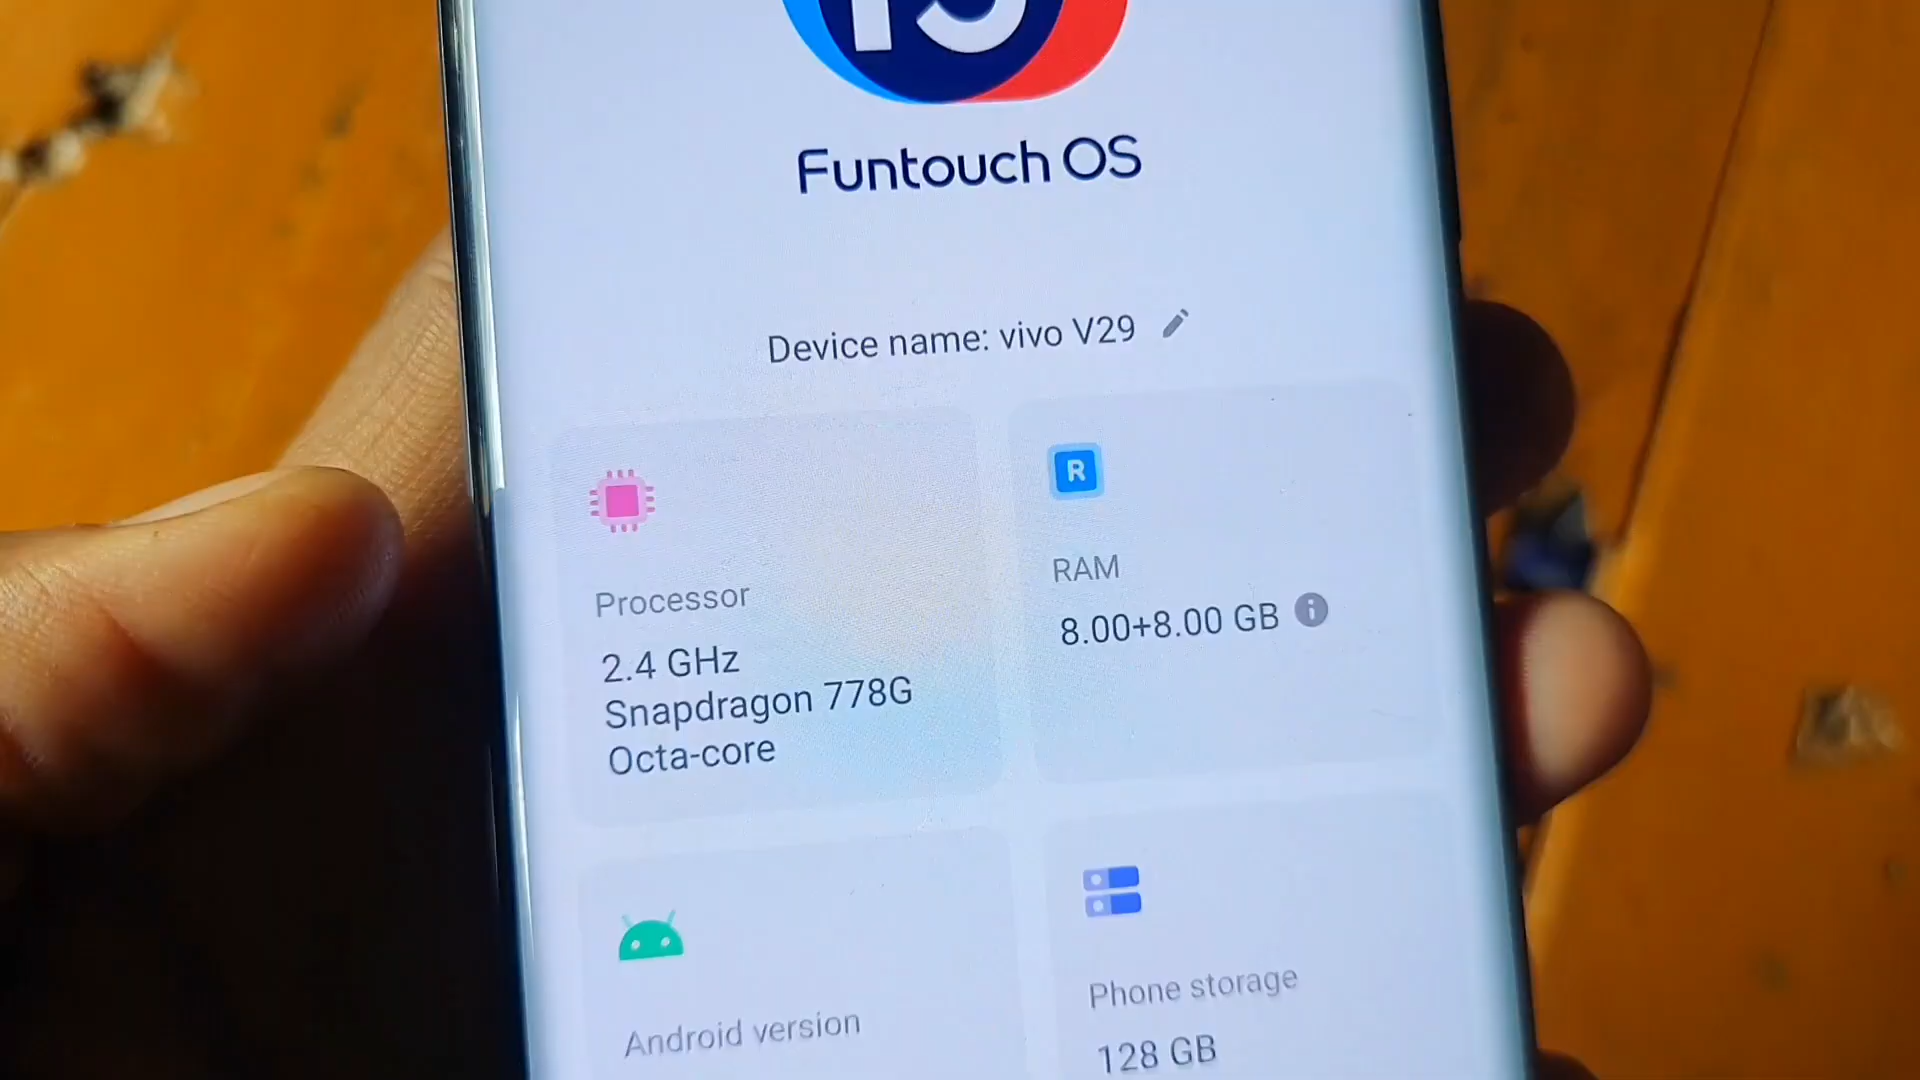 Funtouch OS
Device name: vivo V29
R
RAM
8.00+8.00 GB
Processor
2.4 GHz
Snapdragon 778G
Octa-core
Phone storage
128 GB
Android version